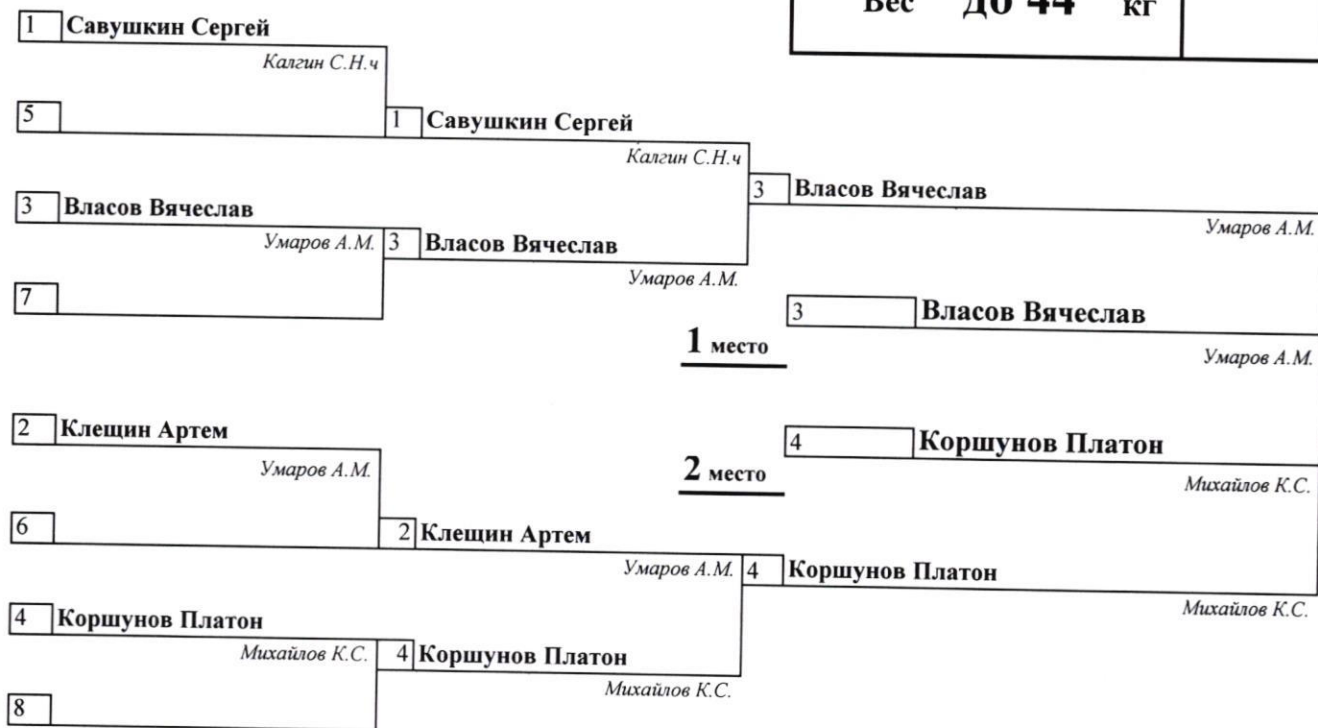 Вес до 44 кг
1 Савушкин Сергей
Калгин С.Н.ч
5
1 Савушкин Сергей
Калгин С.Н.ч
3 Власов Вячеслав
Умаров А.М.
3 Власов Вячеслав
Умаров А.М.
3 Власов Вячеслав
Умаров А.М.
7
3 Власов Вячеслав
1 место
Умаров А.М.
2 Клещин Артем
Умаров А.М.
4 Коршунов Платон
2 место
Михайлов К.С.
6
2 Клещин Артем
Умаров А.М.
4 Коршунов Платон
Михайлов К.С.
4 Коршунов Платон
Михайлов К.С.
4 Коршунов Платон
Михайлов К.С.
8